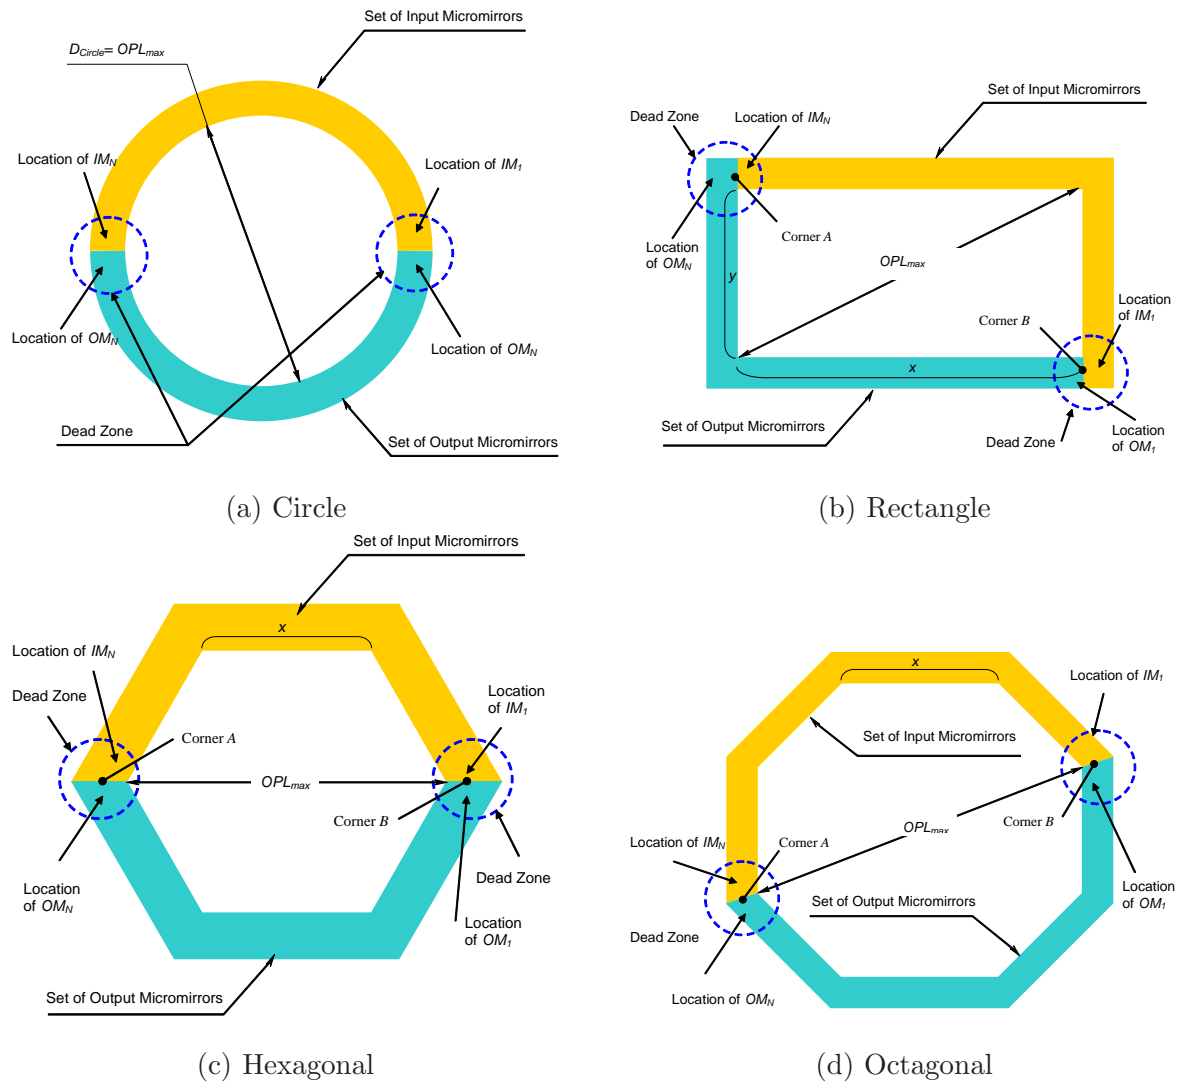 Set of Input Micromirrors
D_Circle= OPL_max
Location of IM_N
Location of IM_1
Location of OM_N
Location of OM_N
Dead Zone
Set of Output Micromirrors
(a) Circle
Set of Input Micromirrors
Dead Zone
Location of IM_N
Corner A
Location
of OM_N
OPL_max
y
x
Corner B
Location
of IM_1
Set of Output Micromirrors
Dead Zone
Location
of OM_1
(b) Rectangle
Set of Input Micromirrors
x
Location of IM_N
Dead Zone
Location
of IM_1
Corner A
OPL_max
Corner B
Dead Zone
Location
of OM_N
Location
of OM_1
Set of Output Micromirrors
(c) Hexagonal
x
Location of IM_1
Set of Input Micromirrors
Corner B
OPL_max
Location of IM_N
Corner A
Location
of OM_1
Set of Output Micromirrors
Dead Zone
Location of OM_N
(d) Octagonal